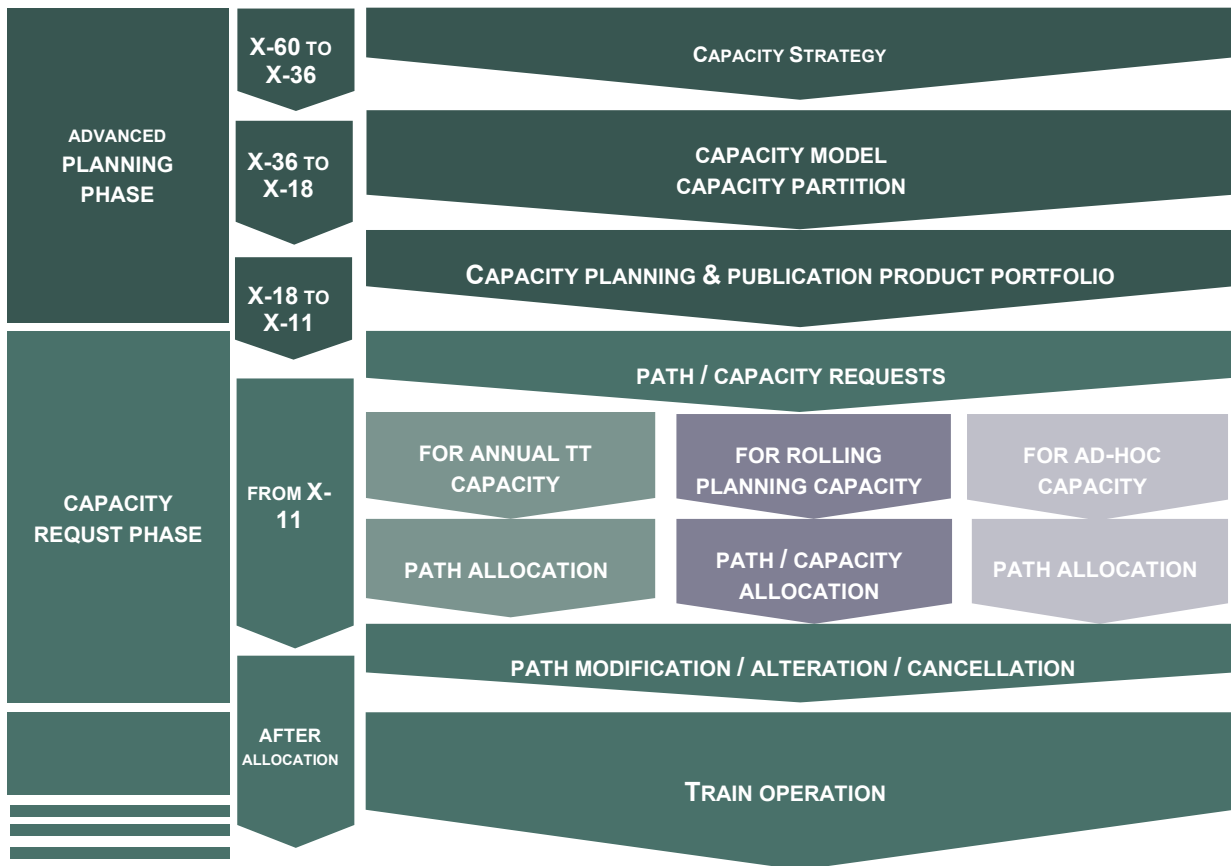 X-60 TO
X-36
CAPACITY STRATEGY
ADVANCED
PLANNING
PHASE
X-36 TO
X-18
CAPACITY MODEL
CAPACITY PARTITION
X-18 TO
X-11
CAPACITY PLANNING & PUBLICATION PRODUCT PORTFOLIO
PATH / CAPACITY REQUESTS
CAPACITY
REQUST PHASE
FROM X-
11
FOR ANNUAL TT
CAPACITY
FOR ROLLING
PLANNING CAPACITY
FOR AD-HOC
CAPACITY
PATH ALLOCATION
PATH / CAPACITY
ALLOCATION
PATH ALLOCATION
PATH MODIFICATION / ALTERATION / CANCELLATION
AFTER
ALLOCATION
TRAIN OPERATION